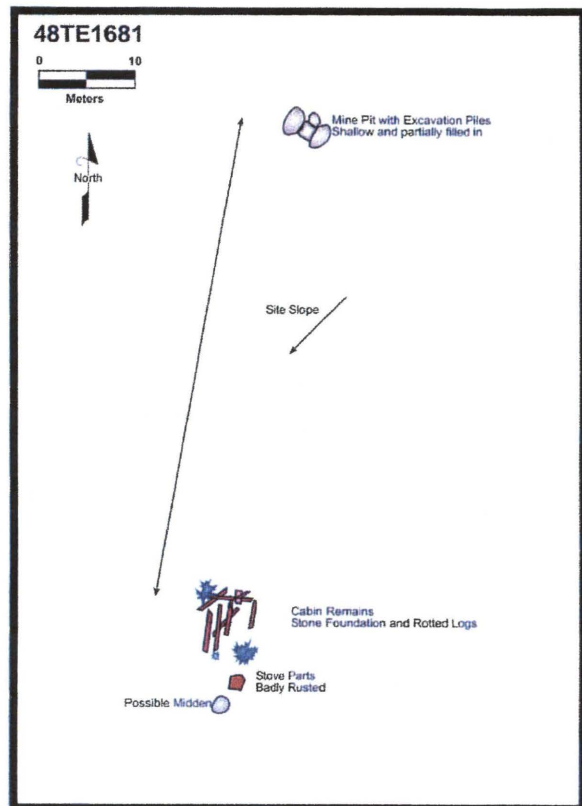 48TE1681
0 10
Meters
North
Mine Pit with Excavation Piles
Shallow and partially filled in
Site Slope
Cabin Remains
Stone Foundation and Rotted Logs
Stove Parts
Badly Rusted
Possible Midden